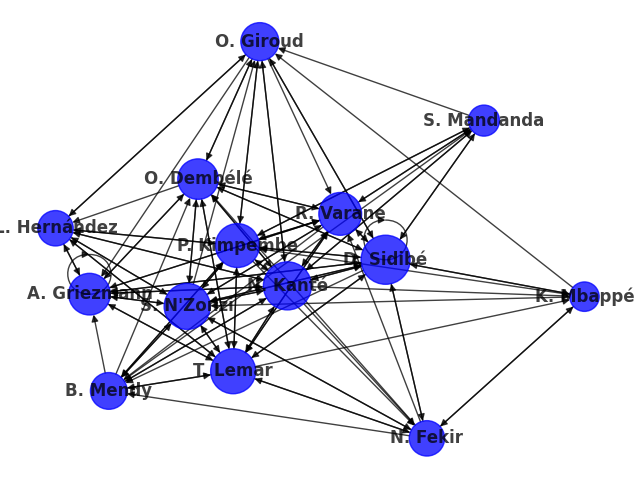 O. Giroud
S. Mandanda
O. Dembélé
R. Varane
L. Hernández
P. Kimpembe
D. Sidibé
N. Kanté
A. Griezmann
S. N'Zonzi
K. Mbappé
T. Lemar
B. Mendy
N. Fekir